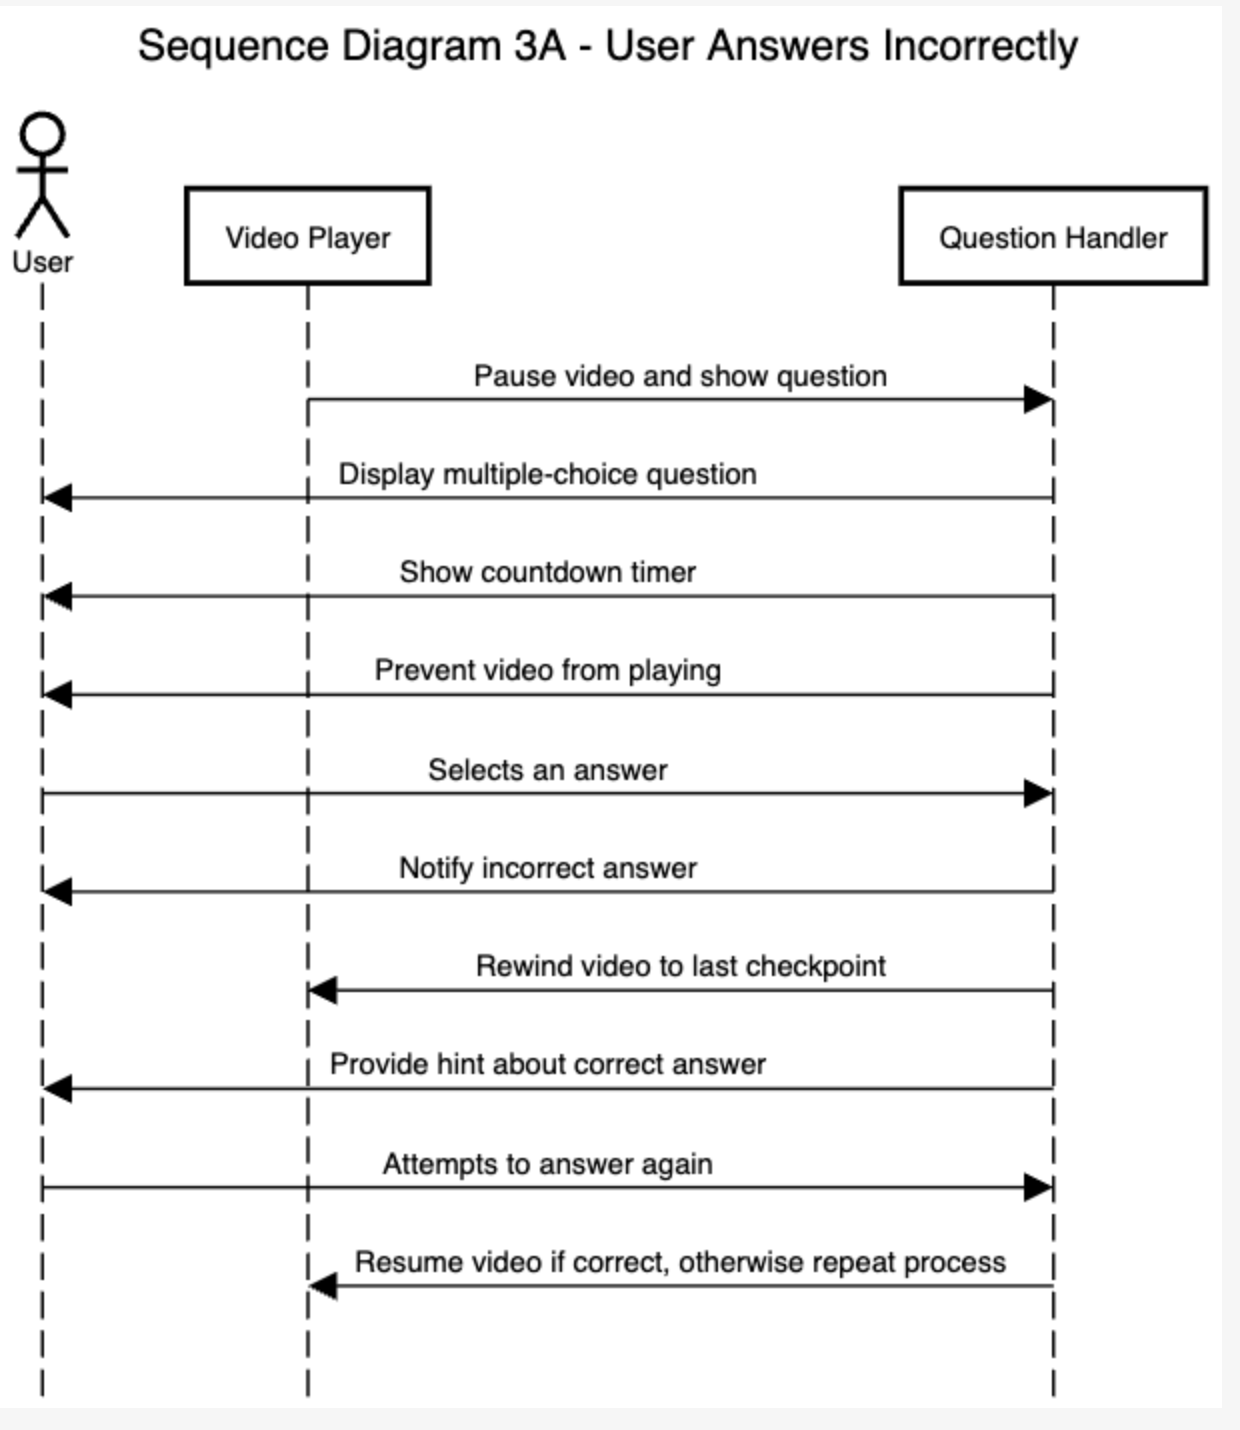 Sequence Diagram 3A - User Answers Incorrectly
User
Video Player
Question Handler
Pause video and show question
Display multiple-choice question
Show countdown timer
Prevent video from playing
Selects an answer
Notify incorrect answer
Rewind video to last checkpoint
Provide hint about correct answer
Attempts to answer again
Resume video if correct, otherwise repeat process